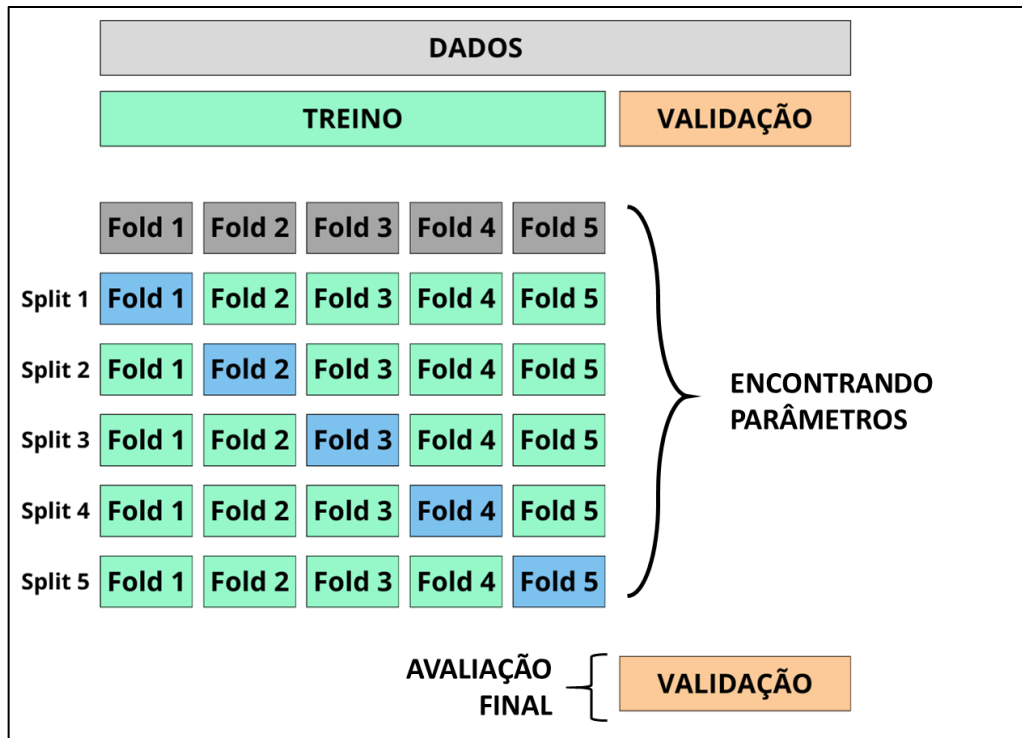 DADOS
TREINO VALIDAÇÃO
Fold 1 Fold 2 Fold 3 Fold 4 Fold 5
Split 1 Fold 1 Fold 2 Fold 3 Fold 4 Fold 5
Split 2 Fold 1 Fold 2 Fold 3 Fold 4 Fold 5
Split 3 Fold 1 Fold 2 Fold 3 Fold 4 Fold 5
Split 4 Fold 1 Fold 2 Fold 3 Fold 4 Fold 5
Split 5 Fold 1 Fold 2 Fold 3 Fold 4 Fold 5
ENCONTRANDO
PARÂMETROS
AVALIAÇÃO
FINAL
VALIDAÇÃO